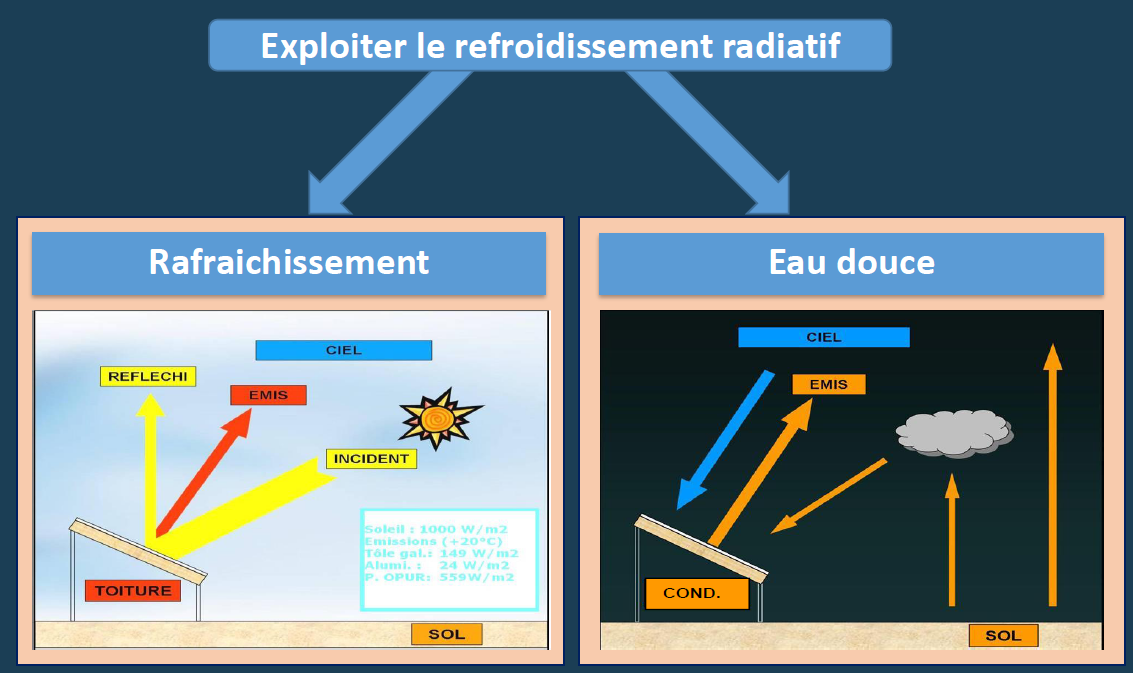 Exploiter le refroidissement radiatif
Rafraichissement
CIEL
REFLECHI
EMIS
INCIDENT
Soleil : 1000 W/m2
Emissions (+20°C)
Tôle gal.: 149 W/m2
Alumi. : 24 W/m2
P. OPUR: 559W/m2
TOITURE
SOL
Eau douce
CIEL
EMIS
COND.
SOL